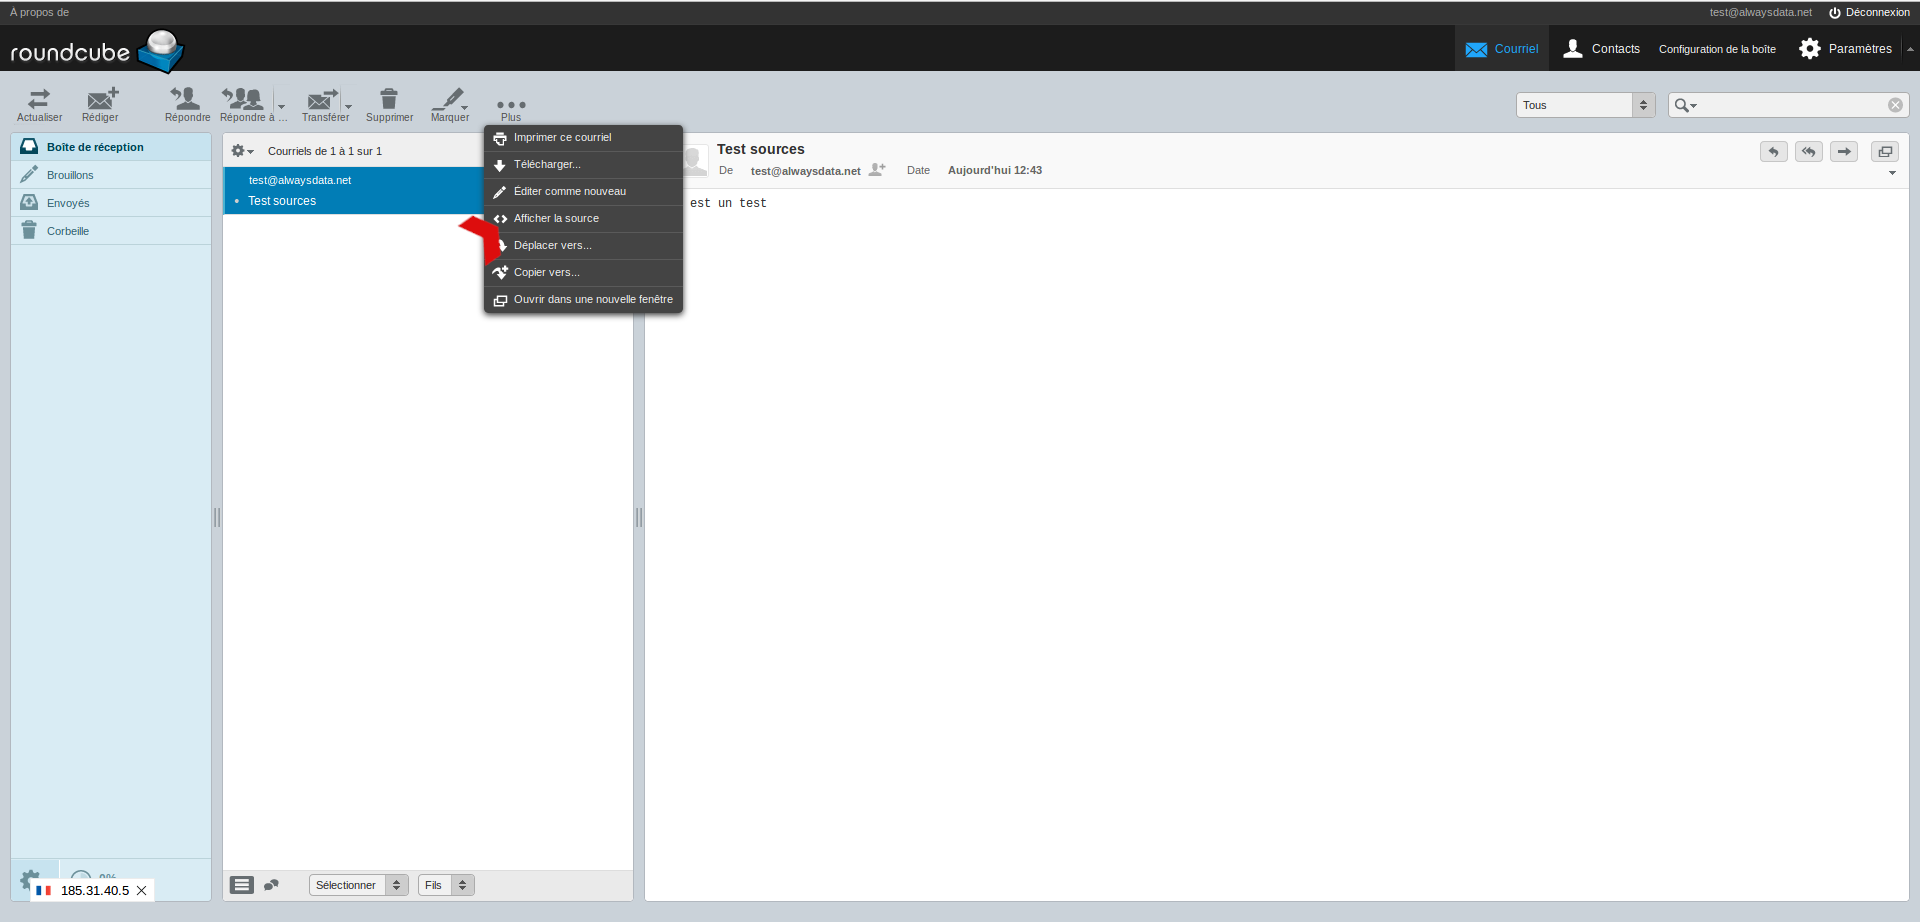 À propos de
test@alwaysdata.net
Déconnexion
roundcube
Courriel
Contacts
Configuration de la boîte
Paramètres
Actualiser
Rédiger
Répondre
Répondre à ...
Transférer
Supprimer
Marquer
Plus
Tous
Boîte de réception
Brouillons
Envoyés
Corbeille
Courriels de 1 à 1 sur 1
test@alwaysdata.net
Test sources
Imprimer ce courriel
Télécharger...
Éditer comme nouveau
Afficher la source
Déplacer vers...
Copier vers...
Ouvrir dans une nouvelle fenêtre
Test sources
De test@alwaysdata.net Date Aujourd'hui 12:43
est un test
185.31.40.5
Sélectionner
Fils